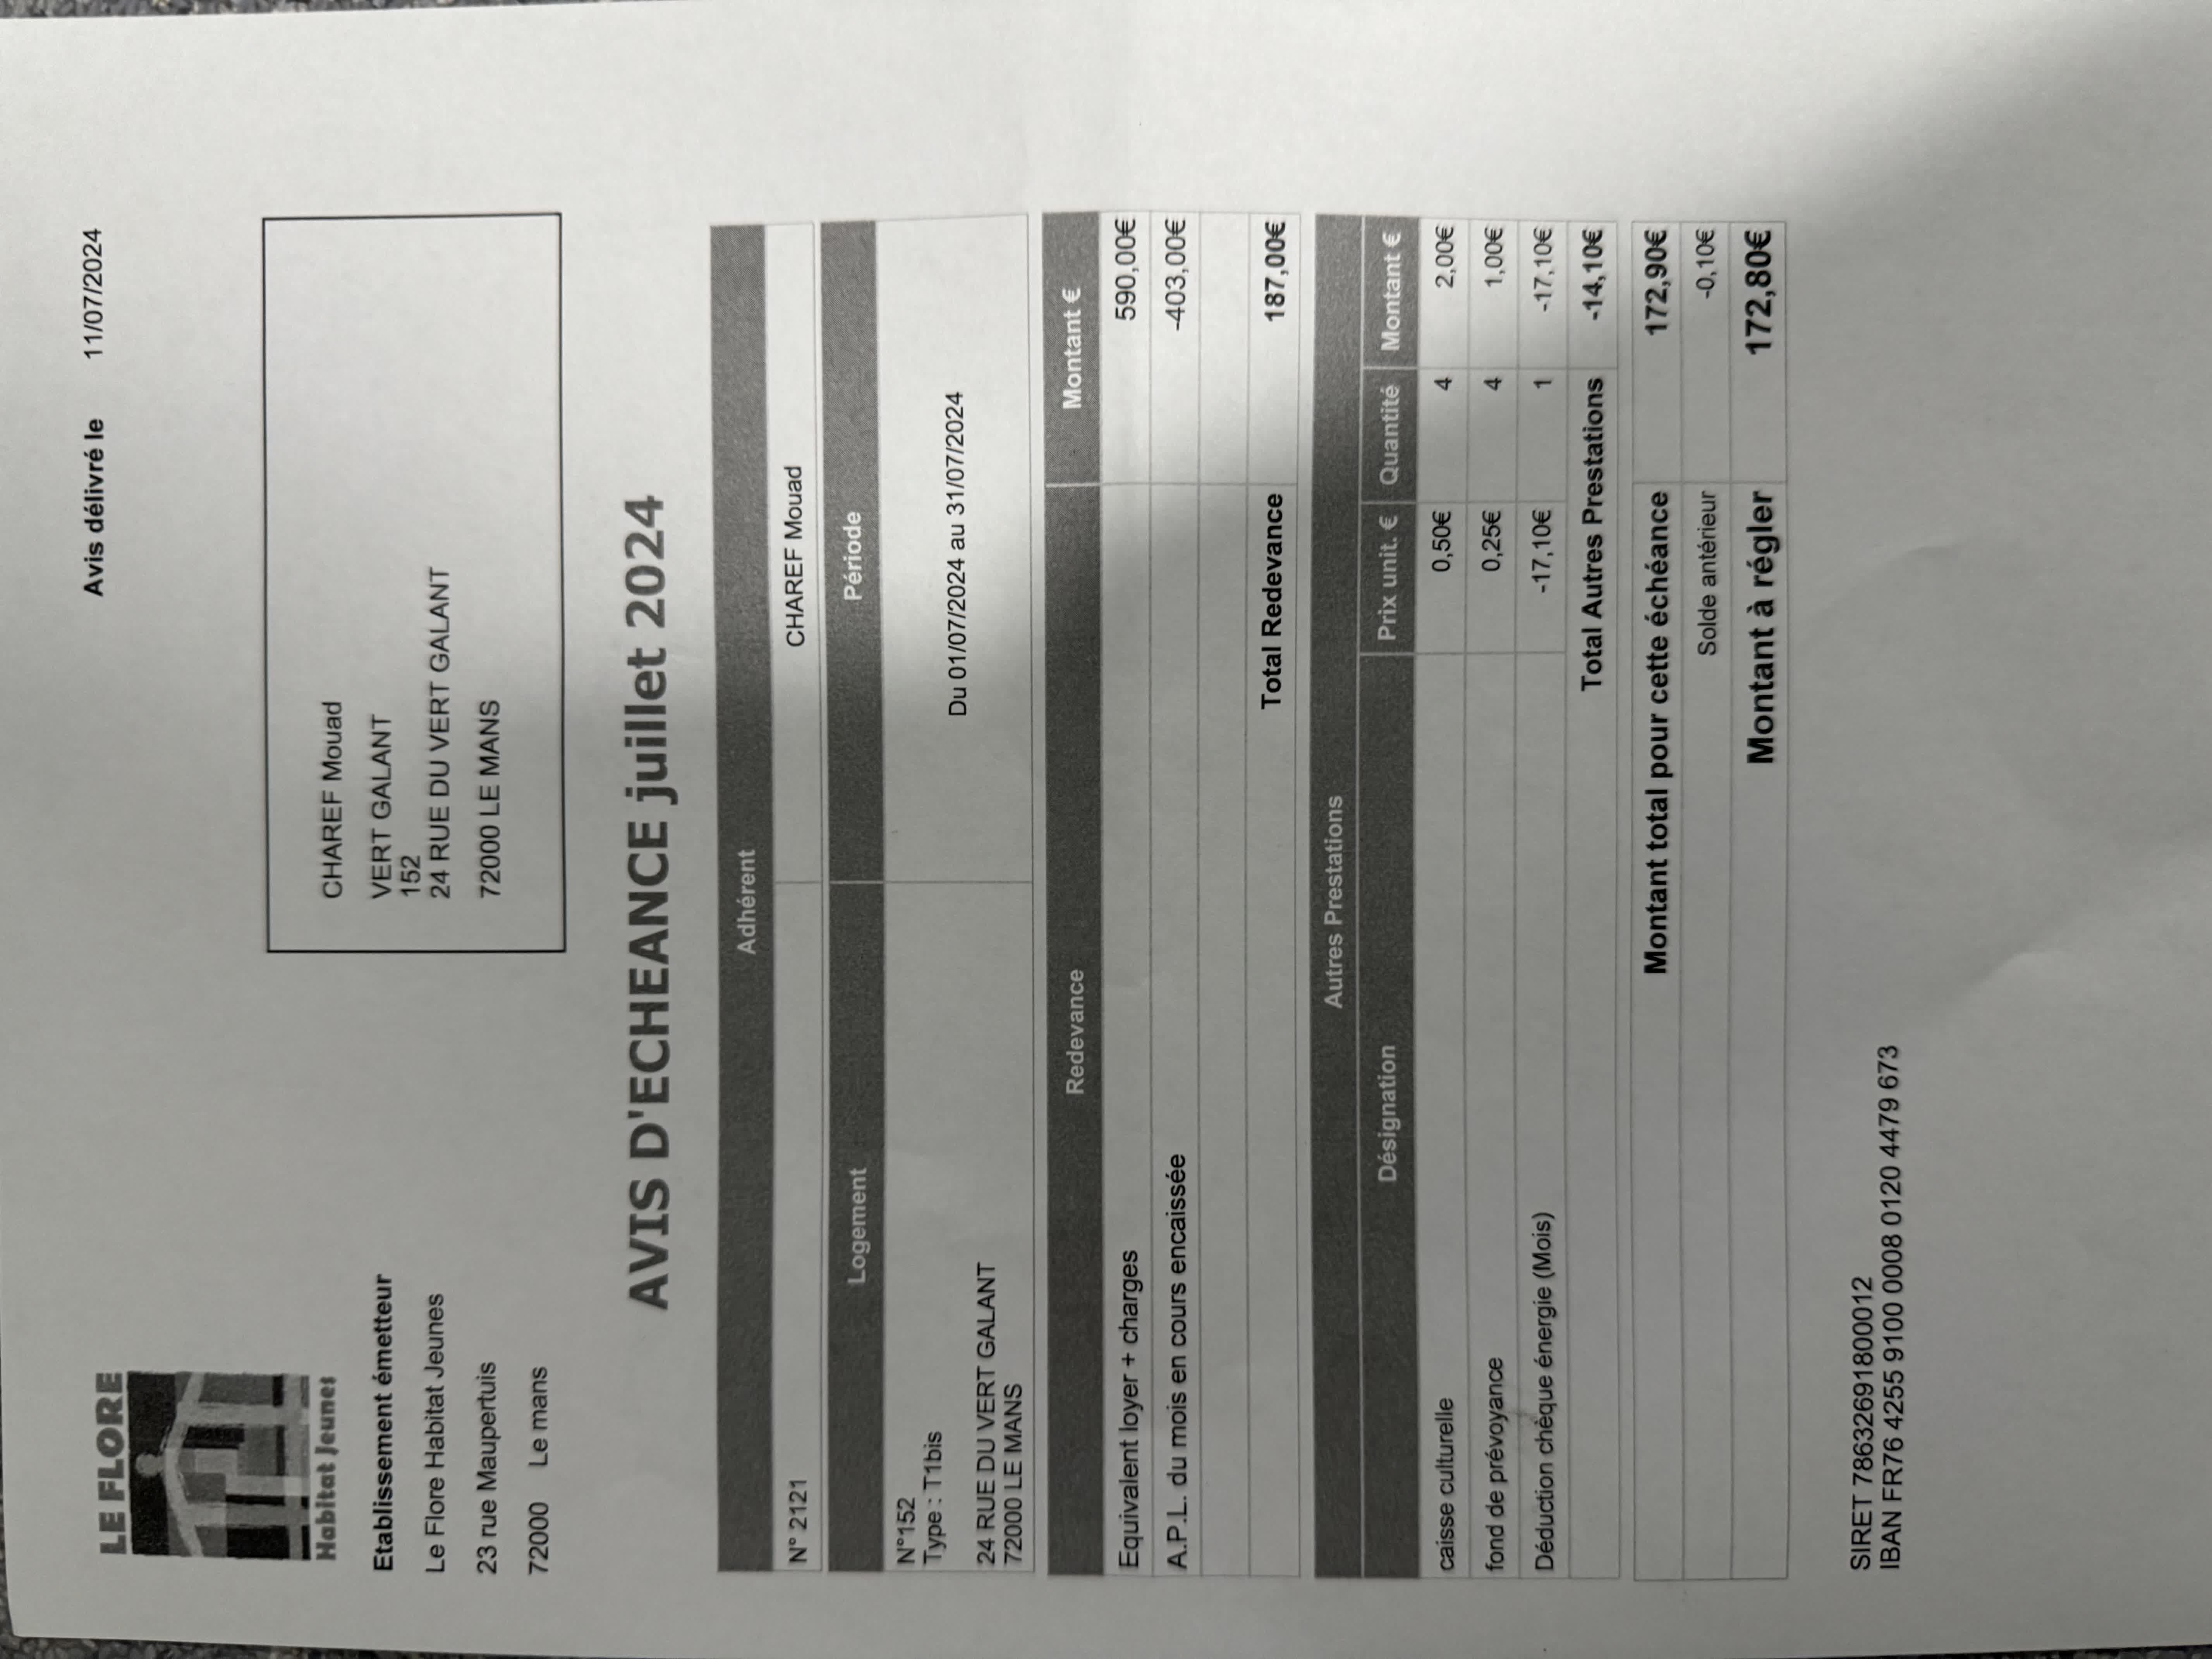 LE FLORE
Habitat Jeunes
Avis délivré le 11/07/2024
Etablissement émetteur
Le Flore Habitat Jeunes
23 rue Maupertuis
72000 Le mans
CHAREF Mouad
VERT GALANT
152
24 RUE DU VERT GALANT
72000 LE MANS
AVIS D'ECHEANCE juillet 2024
Adhérent
N° 2121 CHAREF Mouad
Logement Période
N°152
Type : T1bis
Du 01/07/2024 au 31/07/2024
24 RUE DU VERT GALANT
72000 LE MANS
Redevance Montant €
Equivalent loyer + charges 590,00€
A.P.L. du mois en cours encaissée -403,00€
Total Redevance 187,00€
Autres Prestations
Désignation Prix unit. € Quantité Montant €
caisse culturelle 0,50€ 4 2,00€
fond de prévoyance 0,25€ 4 1,00€
Déduction chèque énergie (Mois) -17,10€ 1 -17,10€
Total Autres Prestations -14,10€
Montant total pour cette échéance 172,90€
Solde antérieur -0,10€
Montant à régler 172,80€
SIRET 78632691800012
IBAN FR76 4255 9100 0008 0120 4479 673